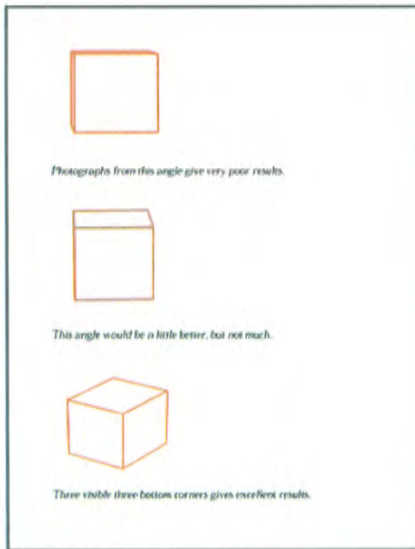 Photographs from this angle give very poor results.
This angle would be a little better, but not much.
Three visible three bottom corners gives excellent results.